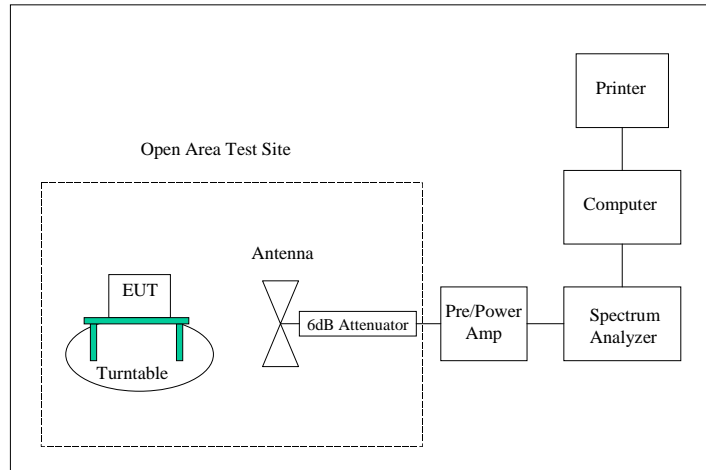 Printer
Open Area Test Site
Computer
Antenna
EUT
6dB Attenuator
Pre/Power
Amp
Spectrum
Analyzer
Turntable